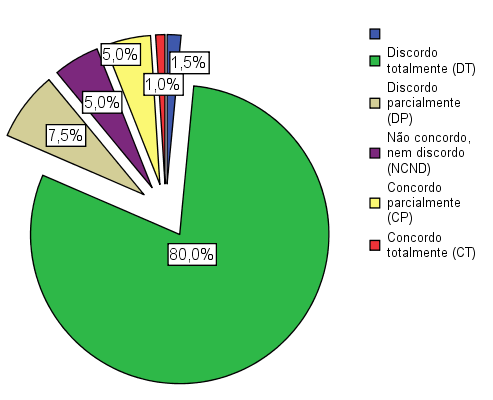 5,0%
1,5%
1,0%
5,0%
7,5%
80,0%
Discordo
totalmente (DT)
Discordo
parcialmente
(DP)
Não concordo,
nem discordo
(NCND)
Concordo
parcialmente
(CP)
Concordo
totalmente (CT)